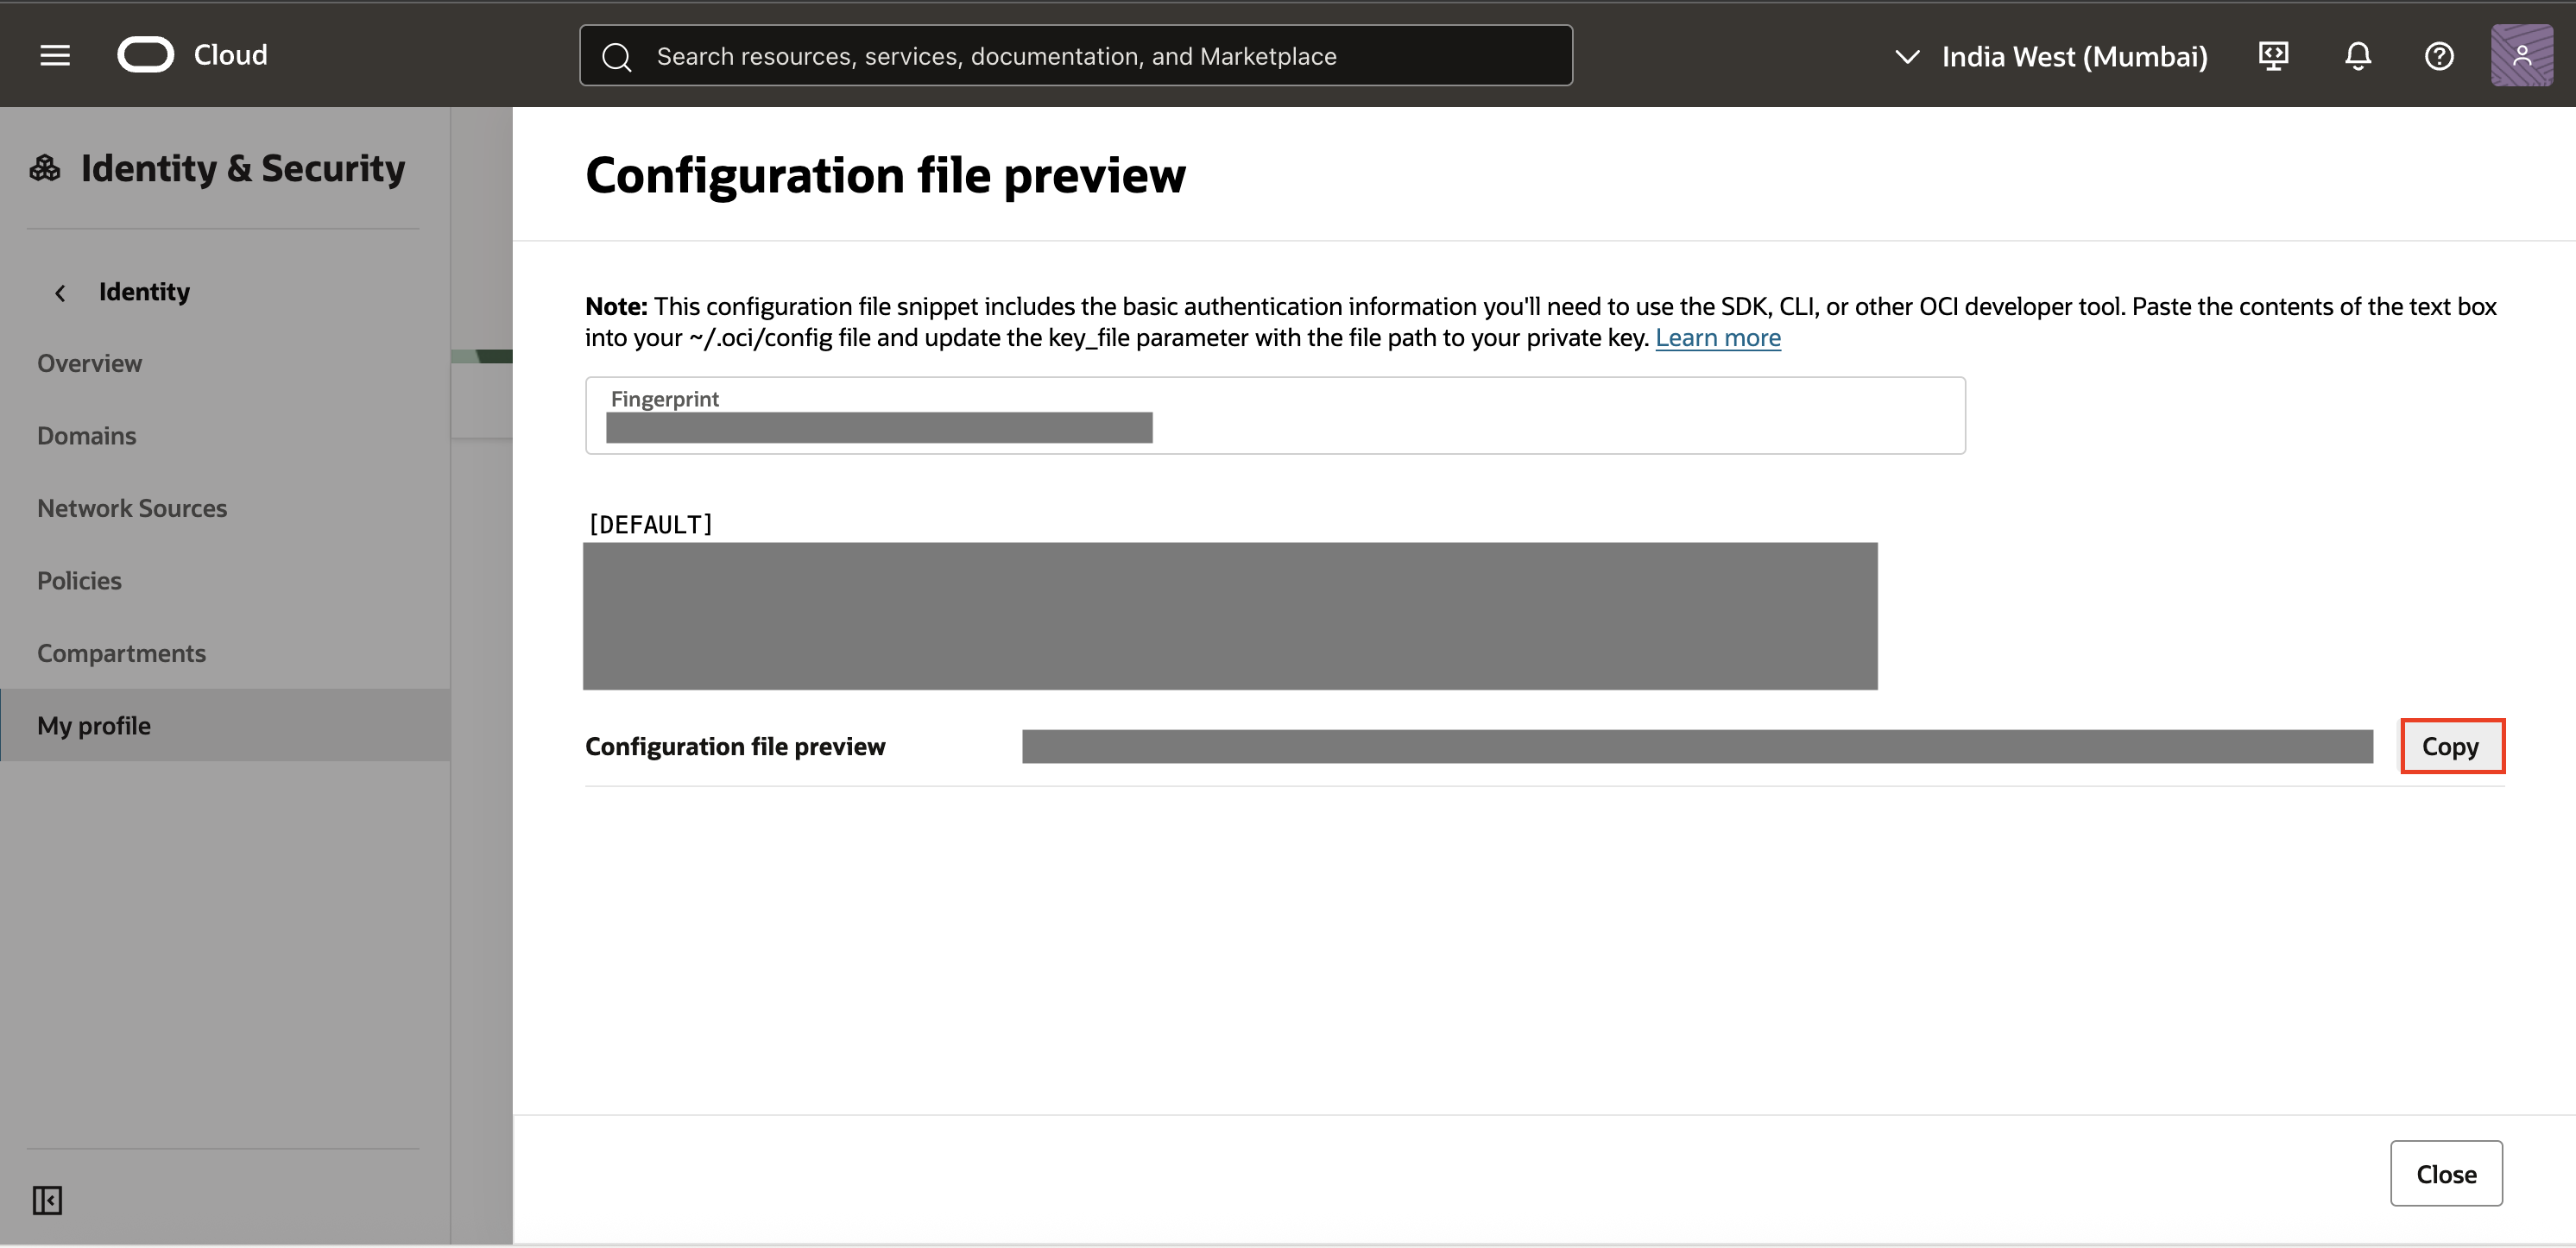 Cloud
Search resources, services, documentation, and Marketplace
India West (Mumbai)
Identity & Security
Identity
Overview
Domains
Network Sources
Policies
Compartments
My profile
Configuration file preview
Note: This configuration file snippet includes the basic authentication information you'll need to use the SDK, CLI, or other OCI developer tool. Paste the contents of the text box
into your ~/.oci/config file and update the key_file parameter with the file path to your private key. Learn more
Fingerprint
[DEFAULT]
Configuration file preview
Copy
Close